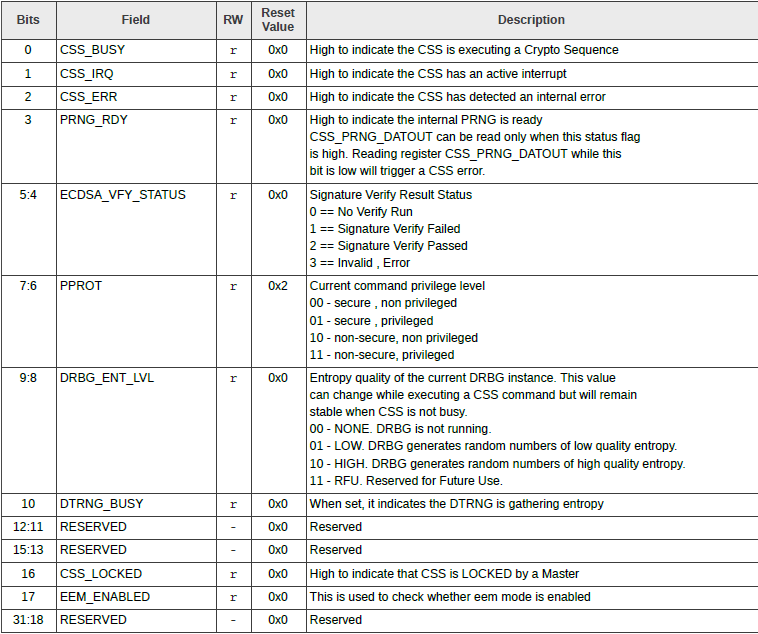 Bits Field RW Reset Value Description
0 CSS_BUSY r 0x0 High to indicate the CSS is executing a Crypto Sequence
1 CSS_IRQ r 0x0 High to indicate the CSS has an active interrupt
2 CSS_ERR r 0x0 High to indicate the CSS has detected an internal error
3 PRNG_RDY r 0x0 High to indicate the internal PRNG is ready
CSS_PRNG_DATOUT can be read only when this status flag
is high. Reading register CSS_PRNG_DATOUT while this
bit is low will trigger a CSS error.
5:4 ECDSA_VFY_STATUS r 0x0 Signature Verify Result Status
0 == No Verify Run
1 == Signature Verify Failed
2 == Signature Verify Passed
3 == Invalid , Error
7:6 PPROT r 0x2 Current command privilege level
00 - secure , non privileged
01 - secure , privileged
10 - non-secure, non privileged
11 - non-secure, privileged
9:8 DRBG_ENT_LVL r 0x0 Entropy quality of the current DRBG instance. This value
can change while executing a CSS command but will remain
stable when CSS is not busy.
00 - NONE. DRBG is not running.
01 - LOW. DRBG generates random numbers of low quality entropy.
10 - HIGH. DRBG generates random numbers of high quality entropy.
11 - RFU. Reserved for Future Use.
10 DTRNG_BUSY r 0x0 When set, it indicates the DTRNG is gathering entropy
12:11 RESERVED - 0x0 Reserved
15:13 RESERVED - 0x0 Reserved
16 CSS_LOCKED r 0x0 High to indicate that CSS is LOCKED by a Master
17 EEM_ENABLED r 0x0 This is used to check whether eem mode is enabled
31:18 RESERVED - 0x0 Reserved